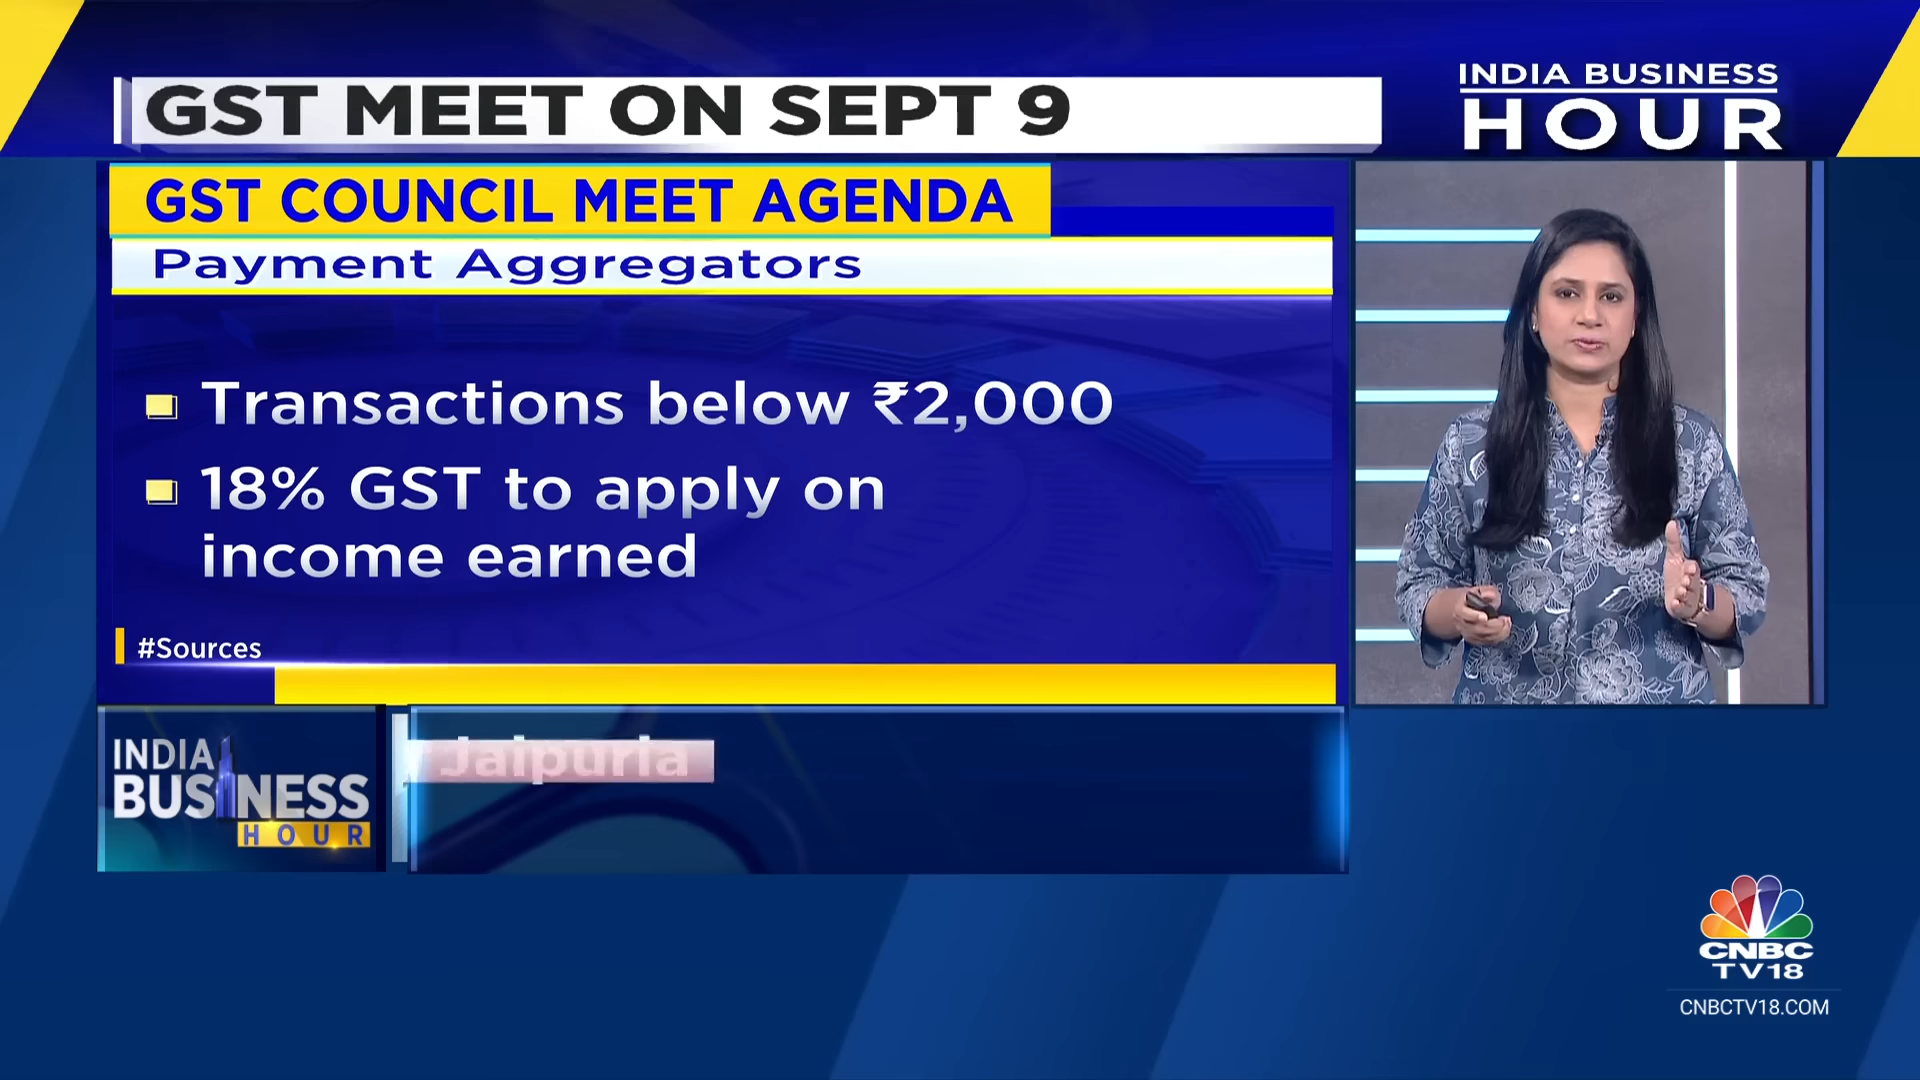 GST MEET ON SEPT 9
INDIA BUSINESS
HOUR
GST COUNCIL MEET AGENDA
Payment Aggregators
Transactions below ₹2,000
18% GST to apply on
income earned
#Sources
INDIA
BUSINESS
HOUR
Jaipuria
CNBC
TV18
CNBCTV18.COM